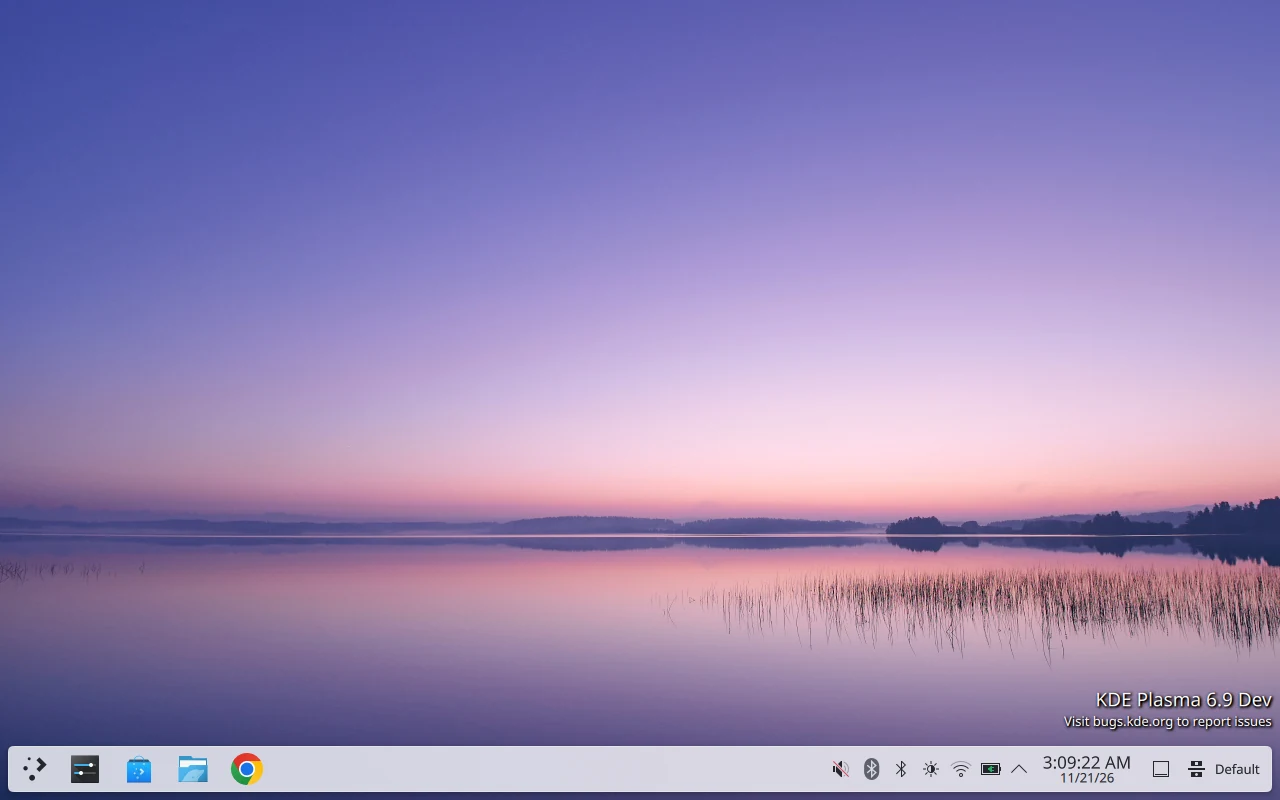 KDE Plasma 6.9 Dev
Visit bugs.kde.org to report issues
3:09:22 AM
11/21/26
Default